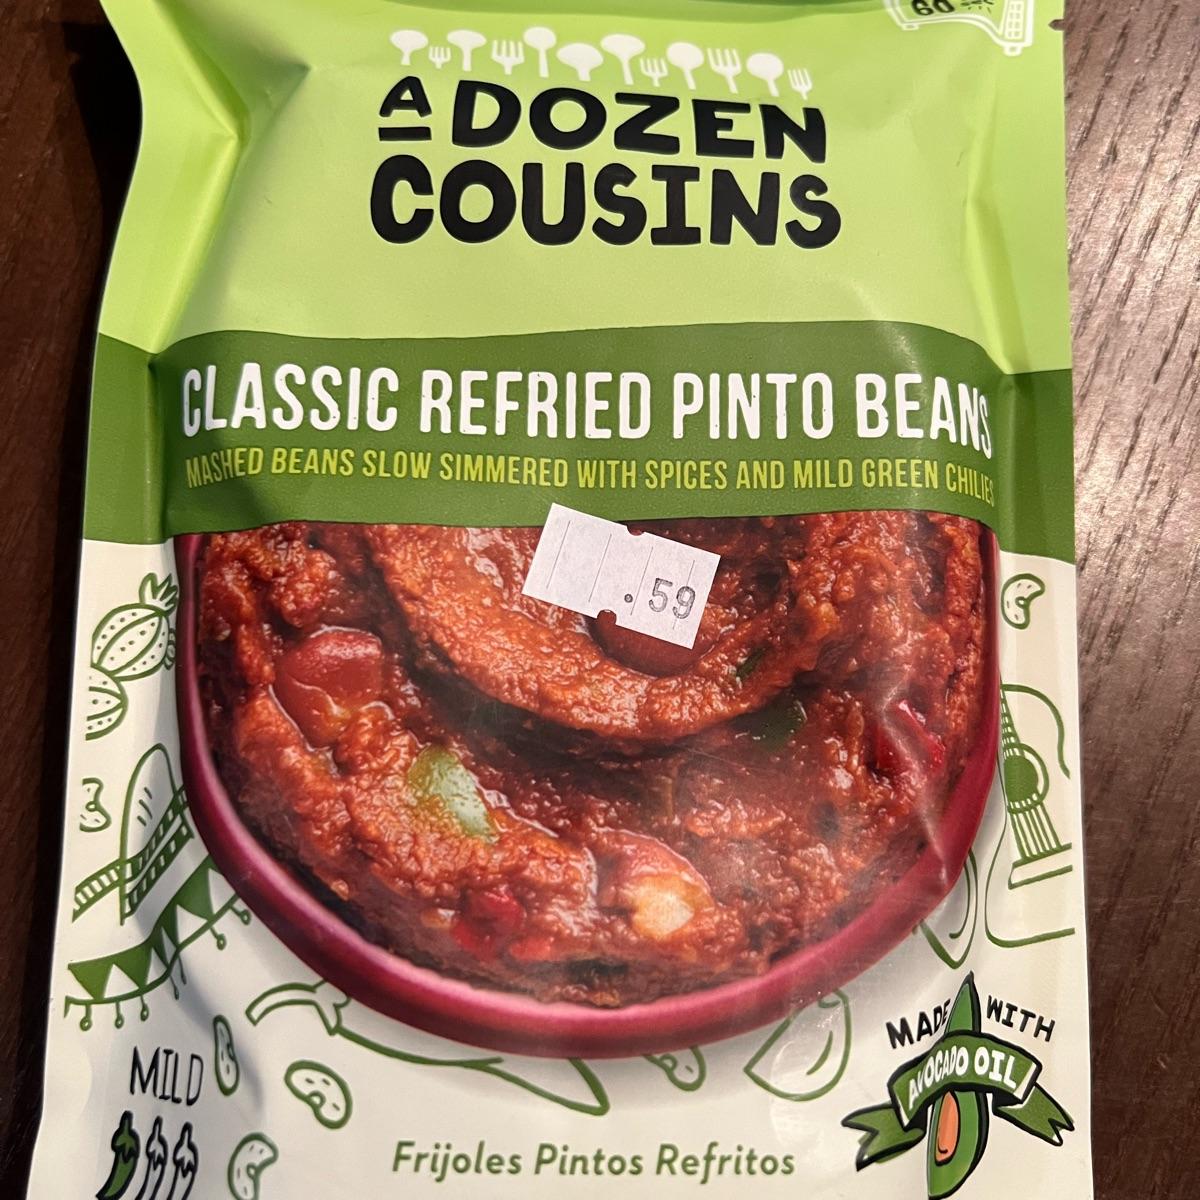 60
A DOZEN
COUSINS
CLASSIC REFRIED PINTO BEANS
MASHED BEANS SLOW SIMMERED WITH SPICES AND MILD GREEN CHILIES
.59
MADE WITH
AVOCADO OIL
MILD
Frijoles Pintos Refritos